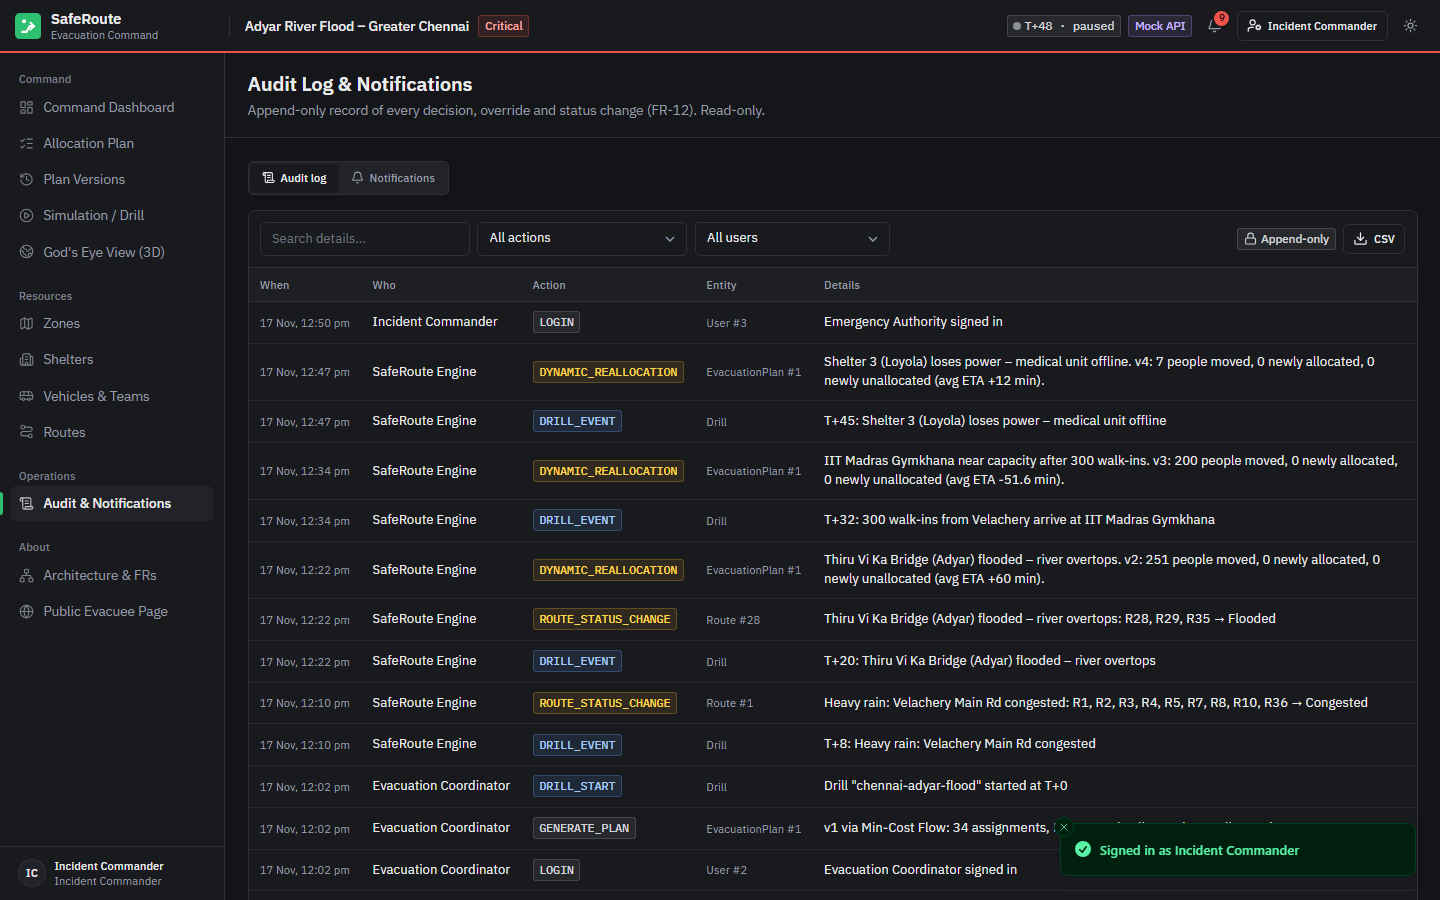 SafeRoute
Evacuation Command
Adyar River Flood – Greater Chennai
Critical
T+48 · paused
Mock API
9
Incident Commander
Command
Command Dashboard
Allocation Plan
Plan Versions
Simulation / Drill
God's Eye View (3D)
Resources
Zones
Shelters
Vehicles & Teams
Routes
Operations
Audit & Notifications
About
Architecture & FRs
Public Evacuee Page
IC
Incident Commander
Incident Commander
Audit Log & Notifications
Append-only record of every decision, override and status change (FR-12). Read-only.
Audit log
Notifications
Search details...
All actions
All users
Append-only
CSV
When Who Action Entity Details
17 Nov, 12:50 pm Incident Commander LOGIN User #3 Emergency Authority signed in
17 Nov, 12:47 pm SafeRoute Engine DYNAMIC_REALLOCATION EvacuationPlan #1 Shelter 3 (Loyola) loses power – medical unit offline. v4: 7 people moved, 0 newly allocated, 0
newly unallocated (avg ETA +12 min).
17 Nov, 12:47 pm SafeRoute Engine DRILL_EVENT Drill T+45: Shelter 3 (Loyola) loses power – medical unit offline
17 Nov, 12:34 pm SafeRoute Engine DYNAMIC_REALLOCATION EvacuationPlan #1 IIT Madras Gymkhana near capacity after 300 walk-ins. v3: 200 people moved, 0 newly allocated,
0 newly unallocated (avg ETA -51.6 min).
17 Nov, 12:34 pm SafeRoute Engine DRILL_EVENT Drill T+32: 300 walk-ins from Velachery arrive at IIT Madras Gymkhana
17 Nov, 12:22 pm SafeRoute Engine DYNAMIC_REALLOCATION EvacuationPlan #1 Thiru Vi Ka Bridge (Adyar) flooded – river overtops. v2: 251 people moved, 0 newly allocated, 0
newly unallocated (avg ETA +60 min).
17 Nov, 12:22 pm SafeRoute Engine ROUTE_STATUS_CHANGE Route #28 Thiru Vi Ka Bridge (Adyar) flooded – river overtops: R28, R29, R35 → Flooded
17 Nov, 12:22 pm SafeRoute Engine DRILL_EVENT Drill T+20: Thiru Vi Ka Bridge (Adyar) flooded – river overtops
17 Nov, 12:10 pm SafeRoute Engine ROUTE_STATUS_CHANGE Route #1 Heavy rain: Velachery Main Rd congested: R1, R2, R3, R4, R5, R7, R8, R10, R36 → Congested
17 Nov, 12:10 pm SafeRoute Engine DRILL_EVENT Drill T+8: Heavy rain: Velachery Main Rd congested
17 Nov, 12:02 pm Evacuation Coordinator DRILL_START Drill Drill "chennai-adyar-flood" started at T+0
17 Nov, 12:02 pm Evacuation Coordinator GENERATE_PLAN EvacuationPlan #1 v1 via Min-Cost Flow: 34 assignments,
17 Nov, 12:02 pm Evacuation Coordinator LOGIN User #2 Evacuation Coordinator signed in
Signed in as Incident Commander